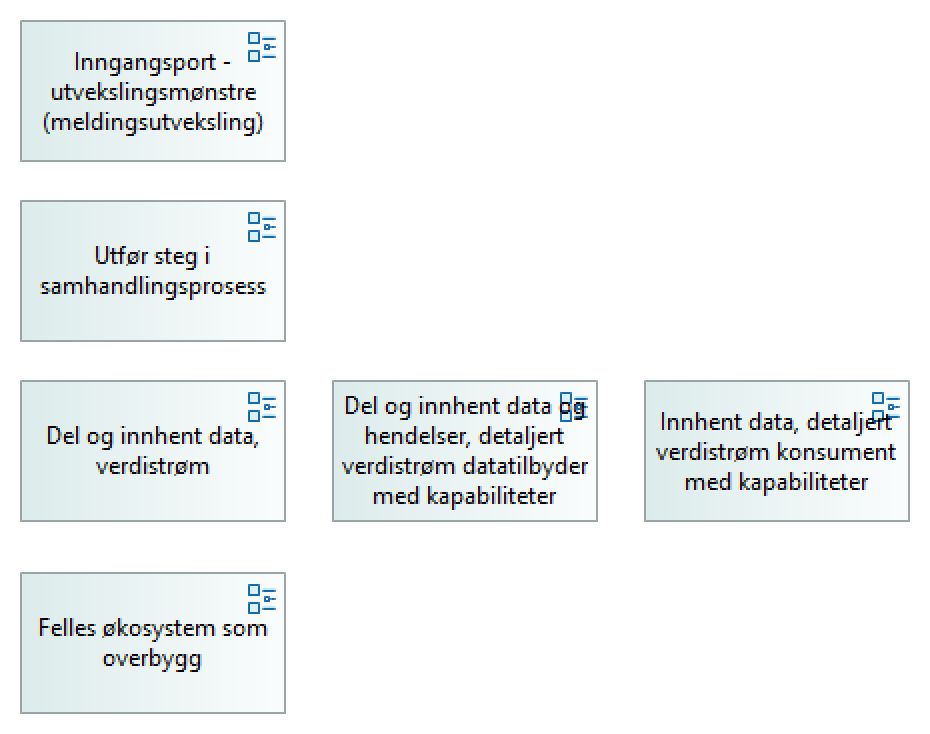 Inngangsport -
utvekslingsmønstre
(meldingsutveksling)
Utfør steg i
samhandlingsprosess
Del og innhent data,
verdistrøm
Del og innhent data og
hendelser, detaljert
verdistrøm datatilbyder
med kapabiliteter
Innhent data, detaljert
verdistrøm konsument
med kapabiliteter
Felles økosystem som
overbygg